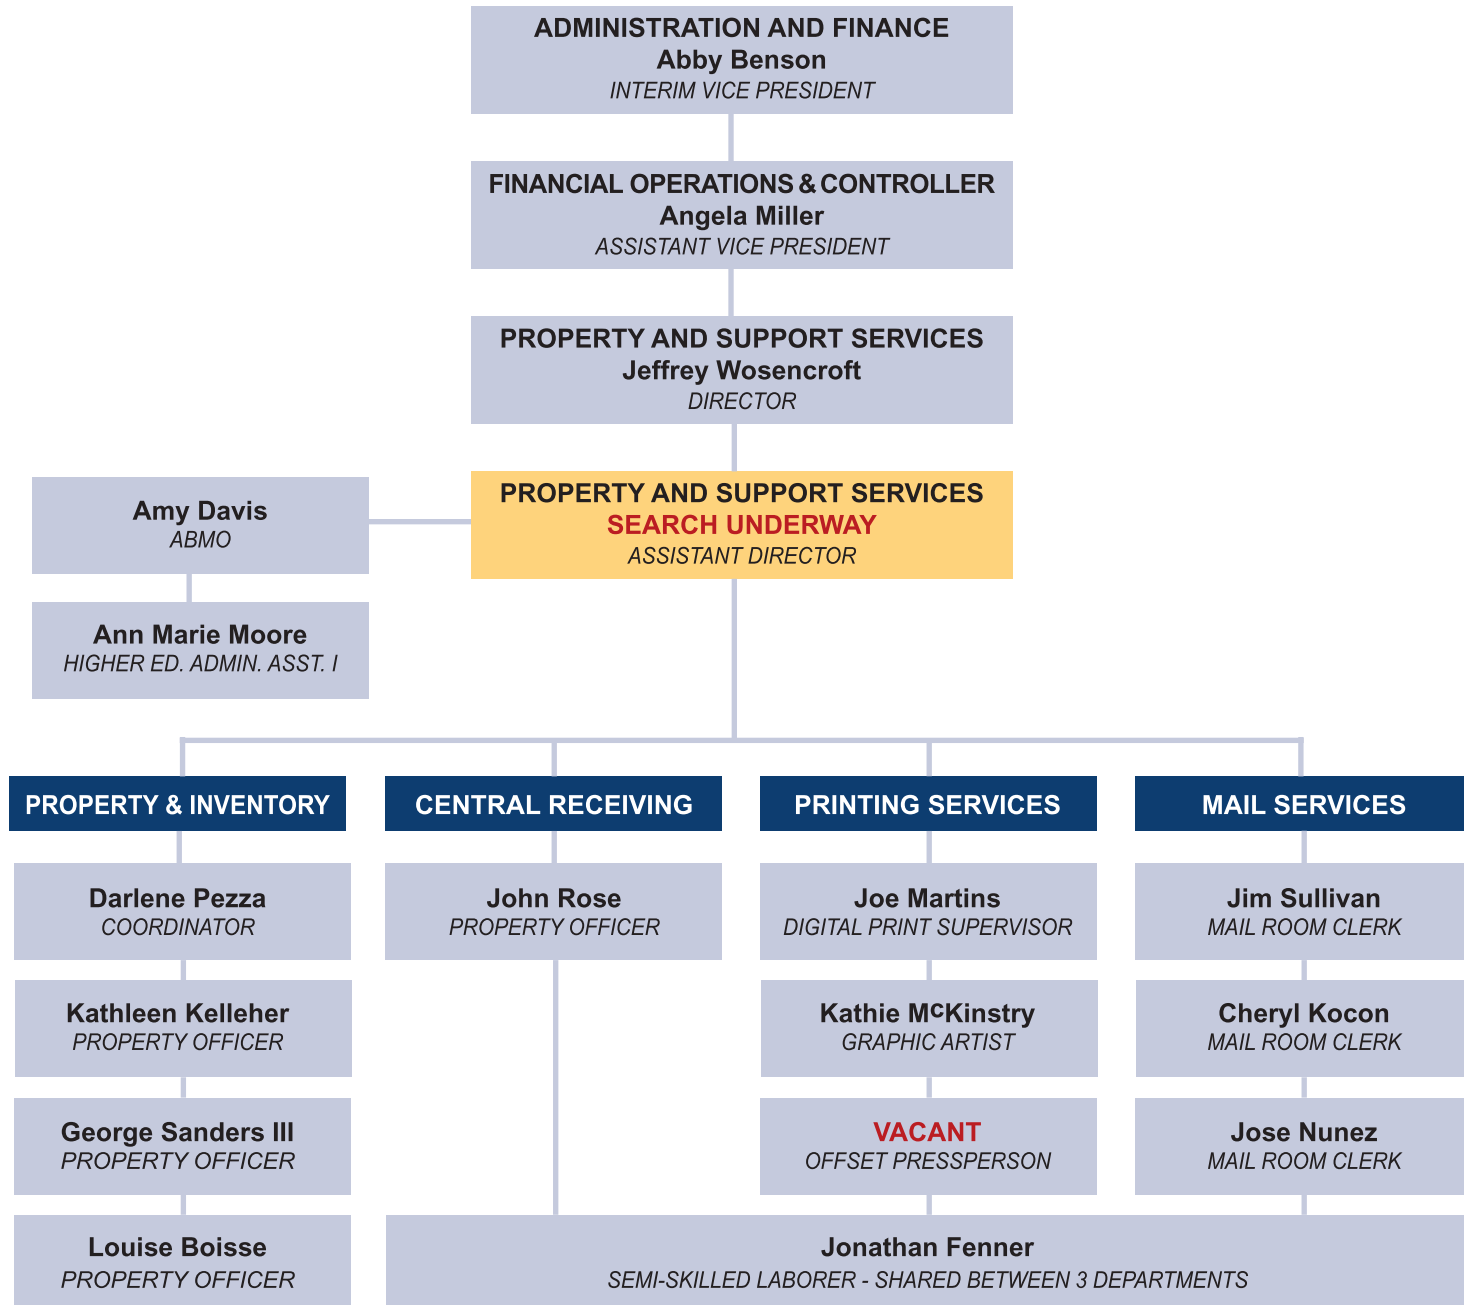 ADMINISTRATION AND FINANCE
Abby Benson
INTERIM VICE PRESIDENT
FINANCIAL OPERATIONS & CONTROLLER
Angela Miller
ASSISTANT VICE PRESIDENT
PROPERTY AND SUPPORT SERVICES
Jeffrey Wosencroft
DIRECTOR
PROPERTY AND SUPPORT SERVICES
SEARCH UNDERWAY
ASSISTANT DIRECTOR
Amy Davis
ABMO
Ann Marie Moore
HIGHER ED. ADMIN. ASST. I
PROPERTY & INVENTORY
Darlene Pezza
COORDINATOR
Kathleen Kelleher
PROPERTY OFFICER
George Sanders III
PROPERTY OFFICER
Louise Boisse
PROPERTY OFFICER
CENTRAL RECEIVING
John Rose
PROPERTY OFFICER
PRINTING SERVICES
Joe Martins
DIGITAL PRINT SUPERVISOR
Kathie McKinstry
GRAPHIC ARTIST
VACANT
OFFSET PRESSPERSON
MAIL SERVICES
Jim Sullivan
MAIL ROOM CLERK
Cheryl Kocon
MAIL ROOM CLERK
Jose Nunez
MAIL ROOM CLERK
Jonathan Fenner
SEMI-SKILLED LABORER - SHARED BETWEEN 3 DEPARTMENTS